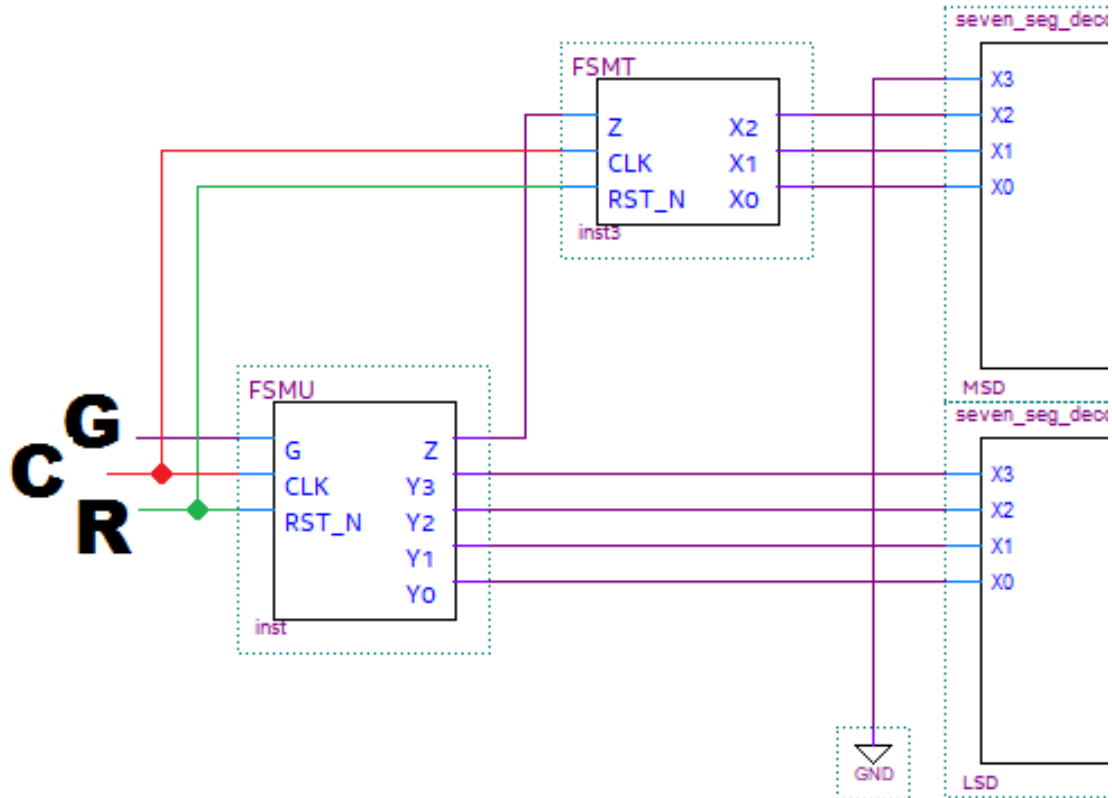 seven_seg_deco
FSMT
X3
X2
X1
X0
Z X2
CLK X1
RST_N X0
inst3
MSD
seven_seg_deco
FSMU
G
C
R
G Z
CLK Y3
RST_N Y2
Y1
Y0
inst
X3
X2
X1
X0
GND
LSD